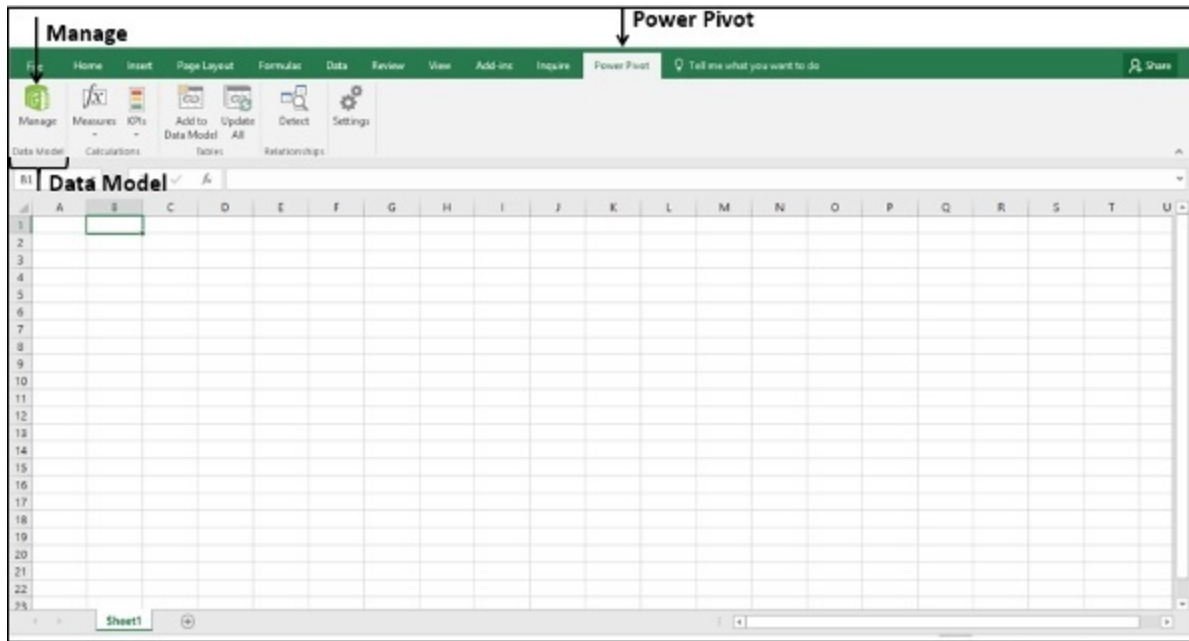 Power Pivot
Manage
File Home Insert Page Layout Formulas Data Review View Add-ins Inquire Power Pivot Tell me what you want to do Share
Manage Measures KPIs Add to Update Detect Settings
Data Model All
Data Model Calculations Tables Relationships
B1 Data Model fx
A B C D E F G H I J K L M N O P Q R S T U
1
2
3
4
5
6
7
8
9
10
11
12
13
14
15
16
17
18
19
20
21
22
23
Sheet1